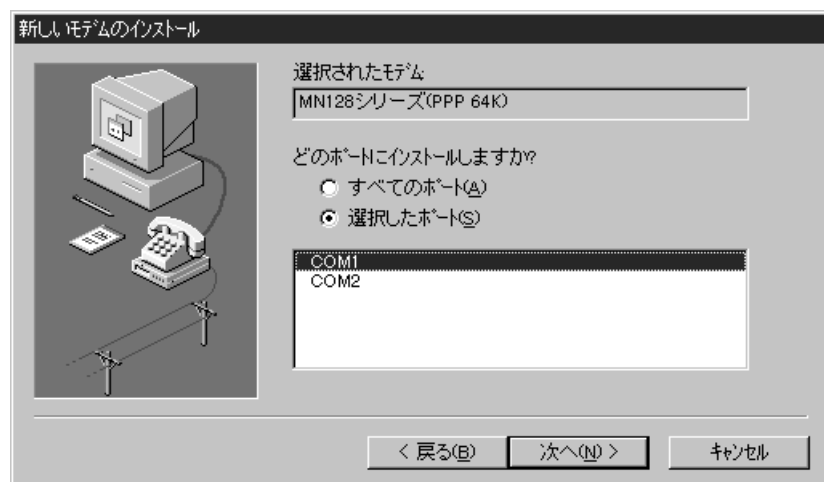 新しいモデムのインストール
選択されたモデム
MN128シリーズ(PPP 64K)
どのポートにインストールしますか?
すべてのポート(A)
選択したポート(S)
COM1
COM2
< 戻る(B)
次へ(N) >
キャンセル